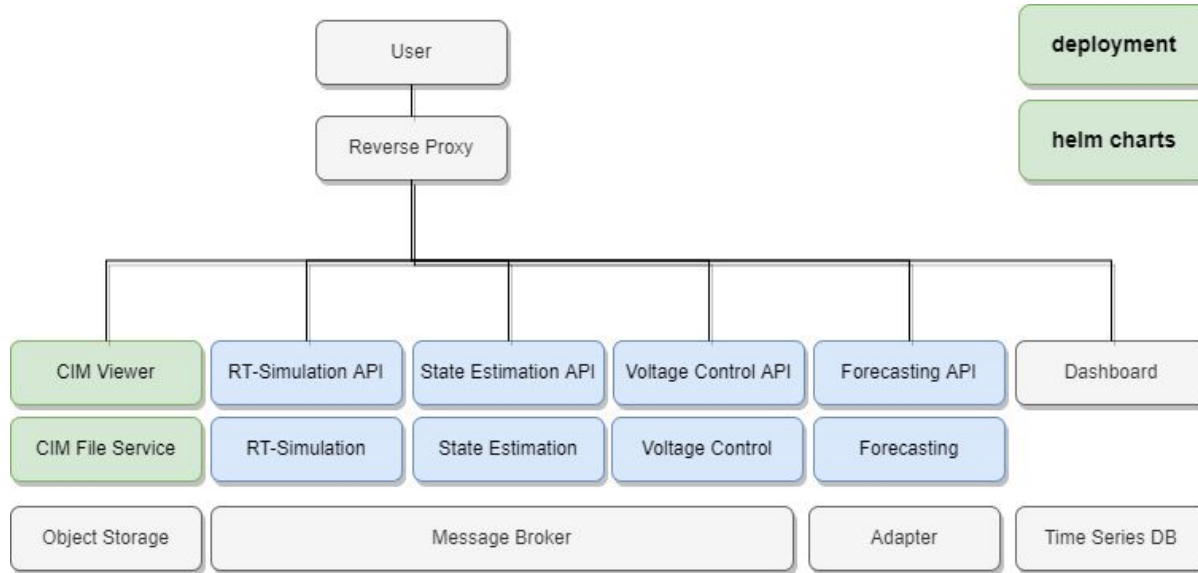 User
deployment
Reverse Proxy
helm charts
CIM Viewer
RT-Simulation API
State Estimation API
Voltage Control API
Forecasting API
Dashboard
CIM File Service
RT-Simulation
State Estimation
Voltage Control
Forecasting
Object Storage
Message Broker
Adapter
Time Series DB